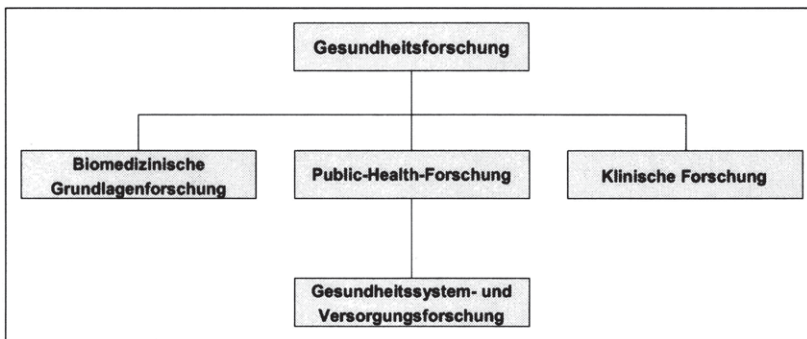 Gesundheitsforschung
Biomedizinische
Grundlagenforschung
Public-Health-Forschung
Klinische Forschung
Gesundheitssystem- und
Versorgungsforschung